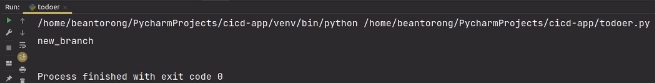 Run: todoer
/home/beantorong/PycharmProjects/cicd-app/venv/bin/python /home/beantorong/PycharmProjects/cicd-app/todoer.py
new_branch
Process finished with exit code 0